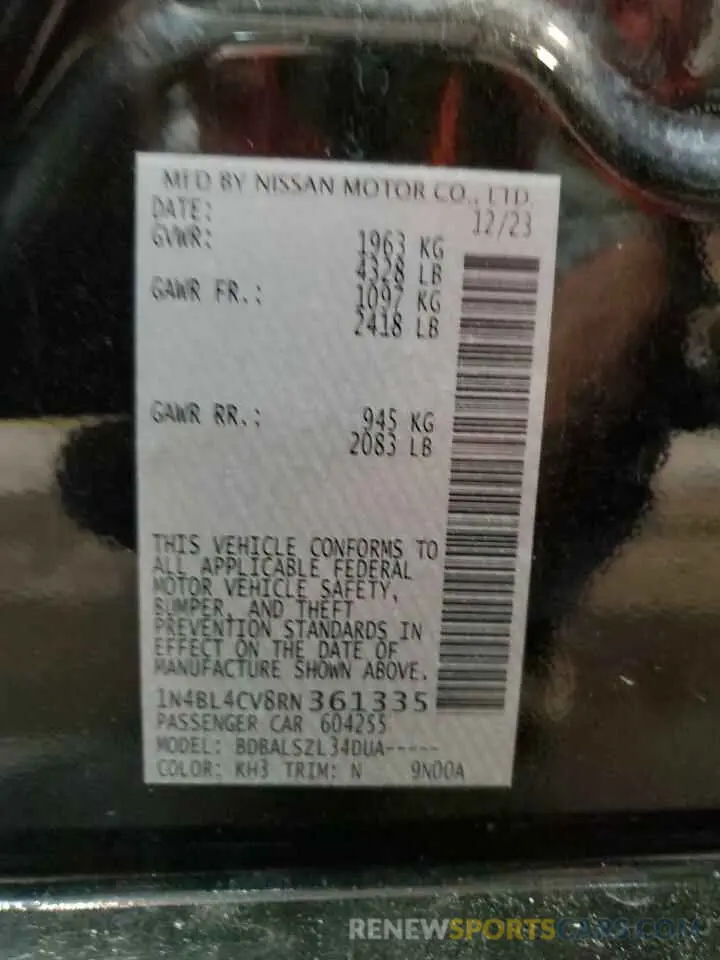 MFD BY NISSAN MOTOR CO., LTD.
DATE: 12/23
GVWR: 1963 KG
4328 LB
GAWR FR.: 1097 KG
2418 LB
GAWR RR.: 945 KG
2083 LB
THIS VEHICLE CONFORMS TO
ALL APPLICABLE FEDERAL
MOTOR VEHICLE SAFETY,
BUMPER, AND THEFT
PREVENTION STANDARDS IN
EFFECT ON THE DATE OF
MANUFACTURE SHOWN ABOVE.
1N4BL4CV8RN361335
PASSENGER CAR 604255
MODEL: BDBALSZL34DUA-----
COLOR: KH3 TRIM: N 9N00A
RENEWSPORTSCARS.COM